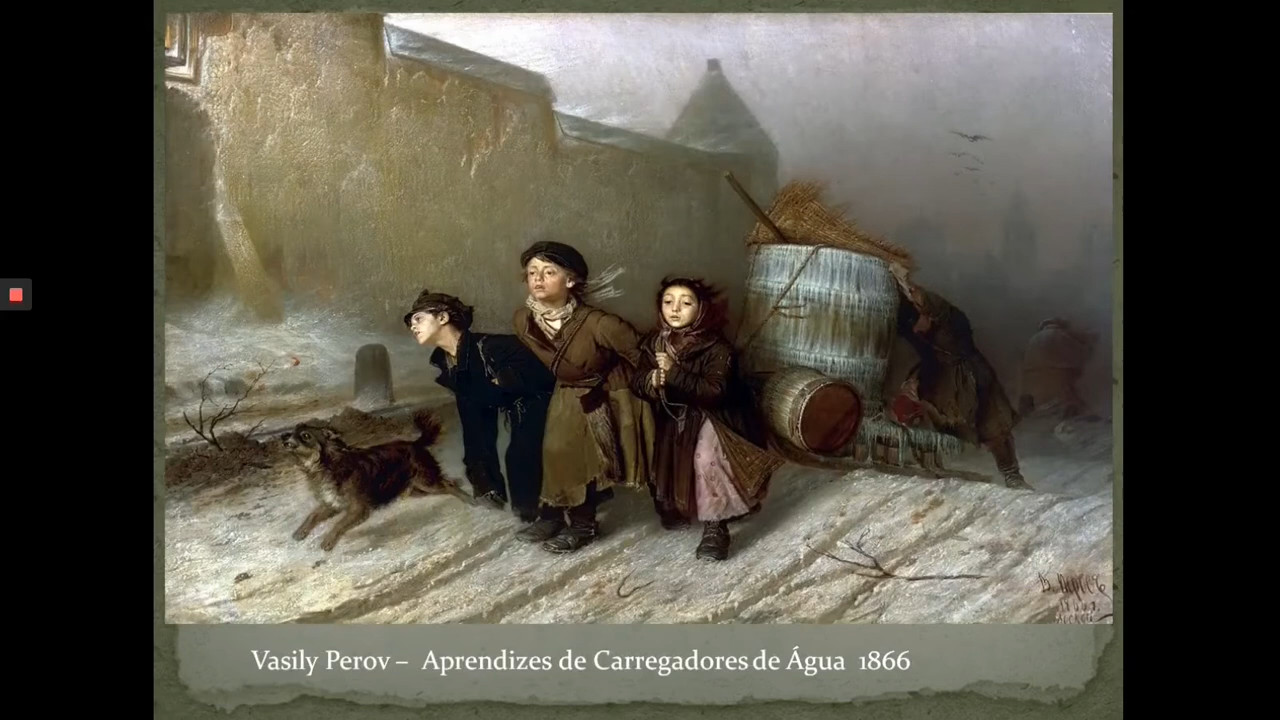 Vasily Perov – Aprendizes de Carregadores de Água 1866